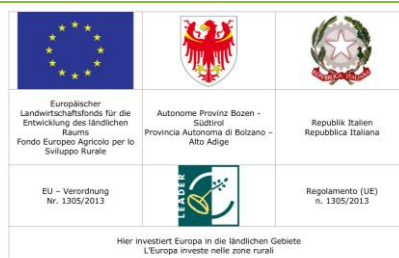 Europäischer
Landwirtschaftsfonds für die
Entwicklung des ländlichen
Raums
Fondo Europeo Agricolo per lo
Sviluppo Rurale
Autonome Provinz Bozen -
Südtirol
Provincia Autonoma di Bolzano –
Alto Adige
Republik Italien
Repubblica Italiana
EU – Verordnung
Nr. 1305/2013
LEADER
Regolamento (UE)
n. 1305/2013
Hier investiert Europa in die ländlichen Gebiete
L'Europa investe nelle zone rurali